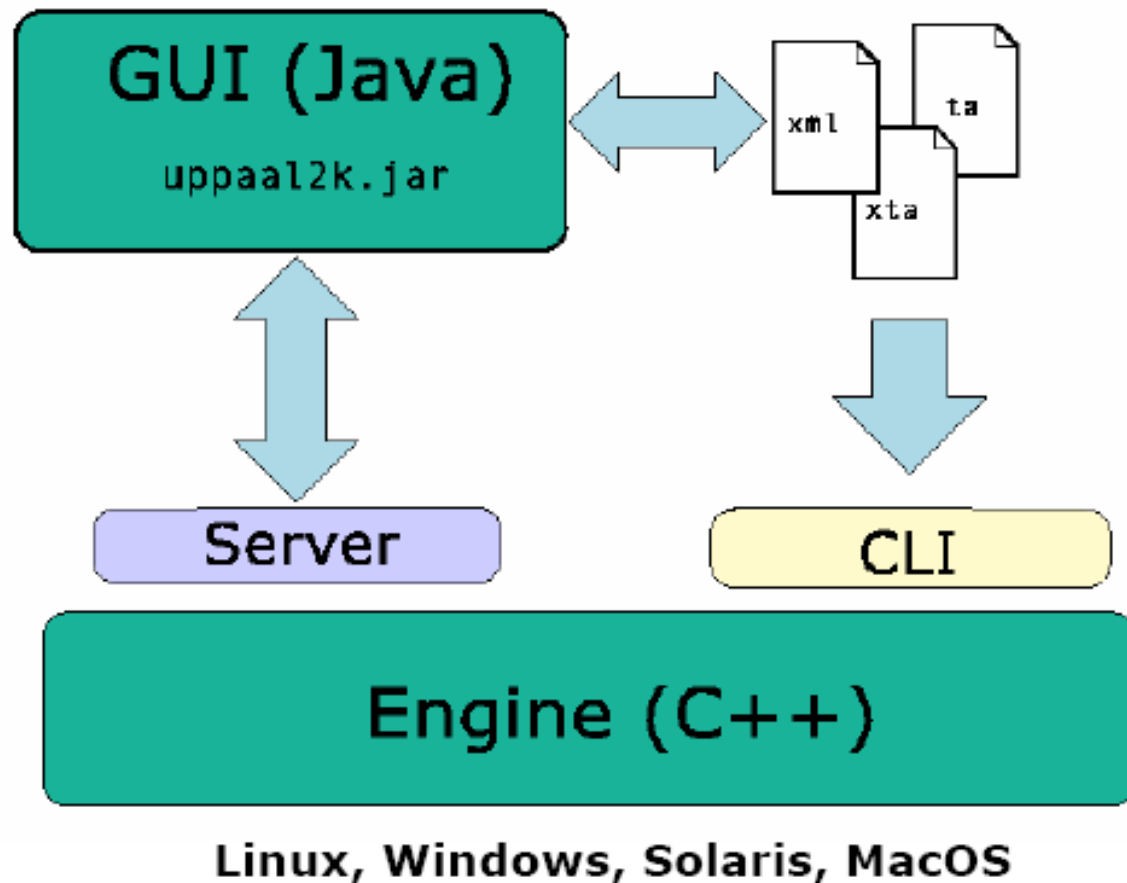 GUI (Java)
uppaal2k.jar
xml
ta
xta
Server
CLI
Engine (C++)
Linux, Windows, Solaris, MacOS